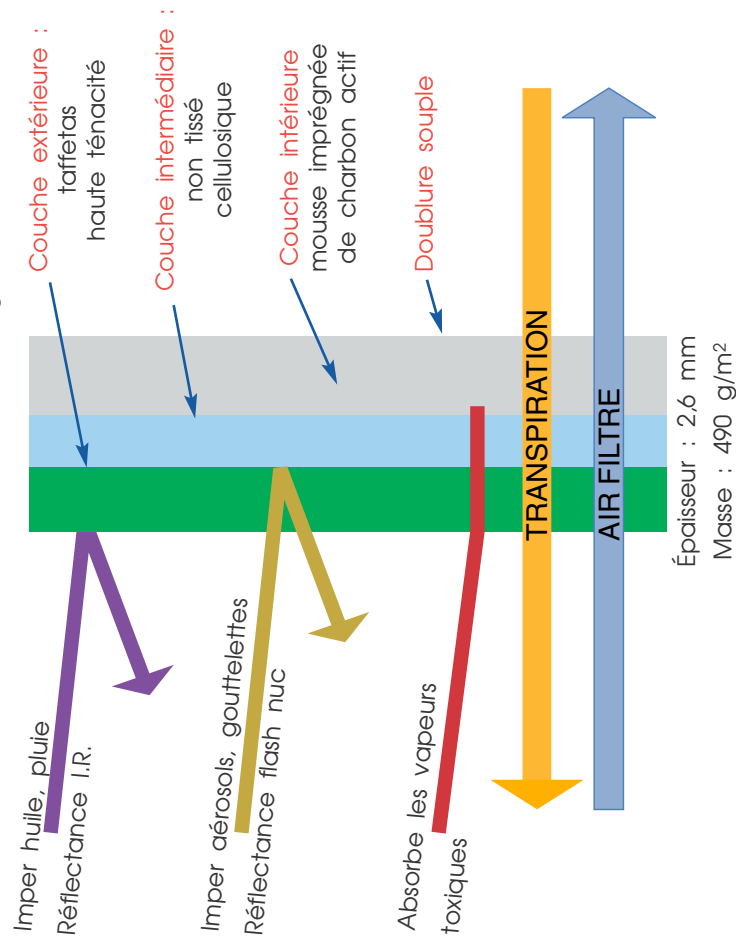 Couche extérieure :
taffetas
haute ténacité
Couche intermédiaire :
non tissé
cellulosique
Couche intérieure
mousse imprégnée
de charbon actif
Doublure souple
Imper huile, pluie
Réflectance I.R.
Imper aérosols, gouttelettes
Réflectance flash nuc
Absorbe les vapeurs
toxiques
TRANSPIRATION
AIR FILTRE
Épaisseur : 2,6 mm
Masse : 490 g/m²